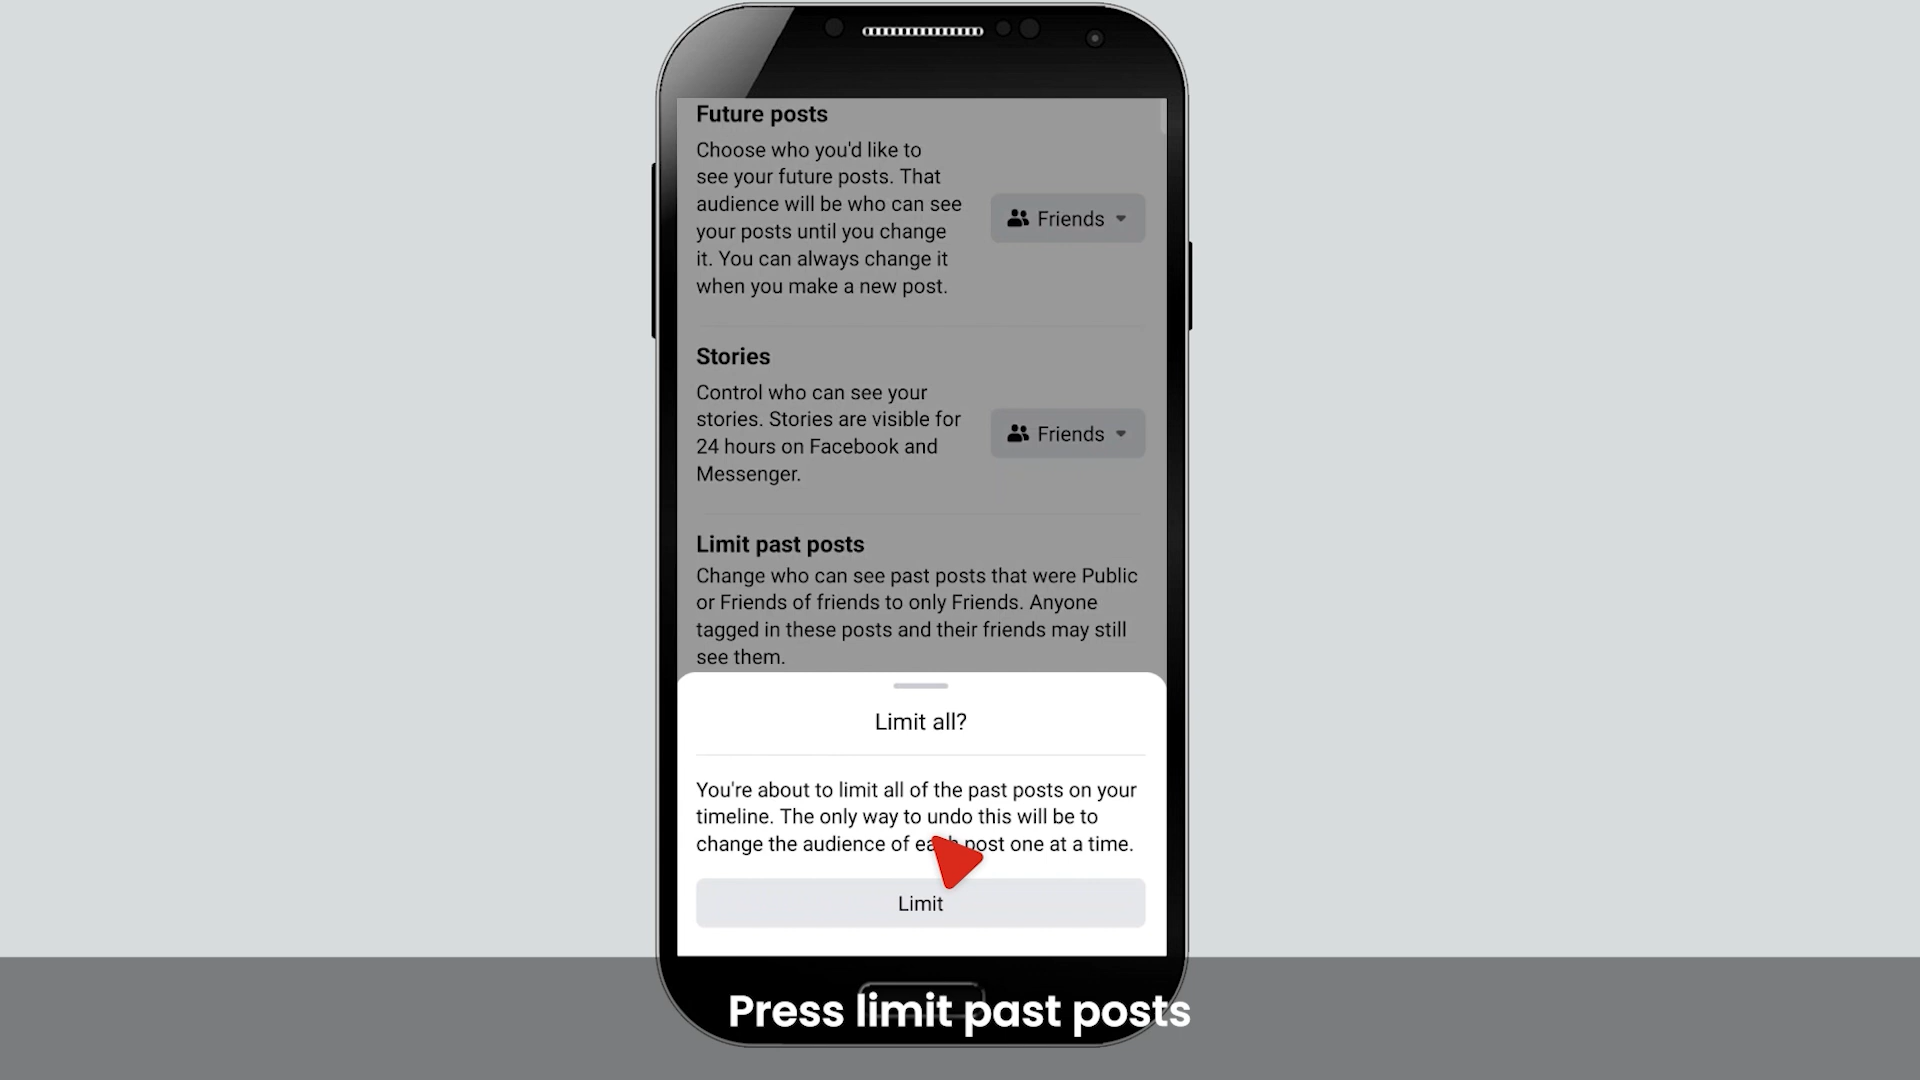 Future posts
Choose who you'd like to
see your future posts. That
audience will be who can see
your posts until you change
it. You can always change it
when you make a new post.
Friends
Stories
Control who can see your
stories. Stories are visible for
24 hours on Facebook and
Messenger.
Friends
Limit past posts
Change who can see past posts that were Public
or Friends of friends to only Friends. Anyone
tagged in these posts and their friends may still
see them.
Limit all?
You're about to limit all of the past posts on your
timeline. The only way to undo this will be to
change the audience of each post one at a time.
Limit
Press limit past posts